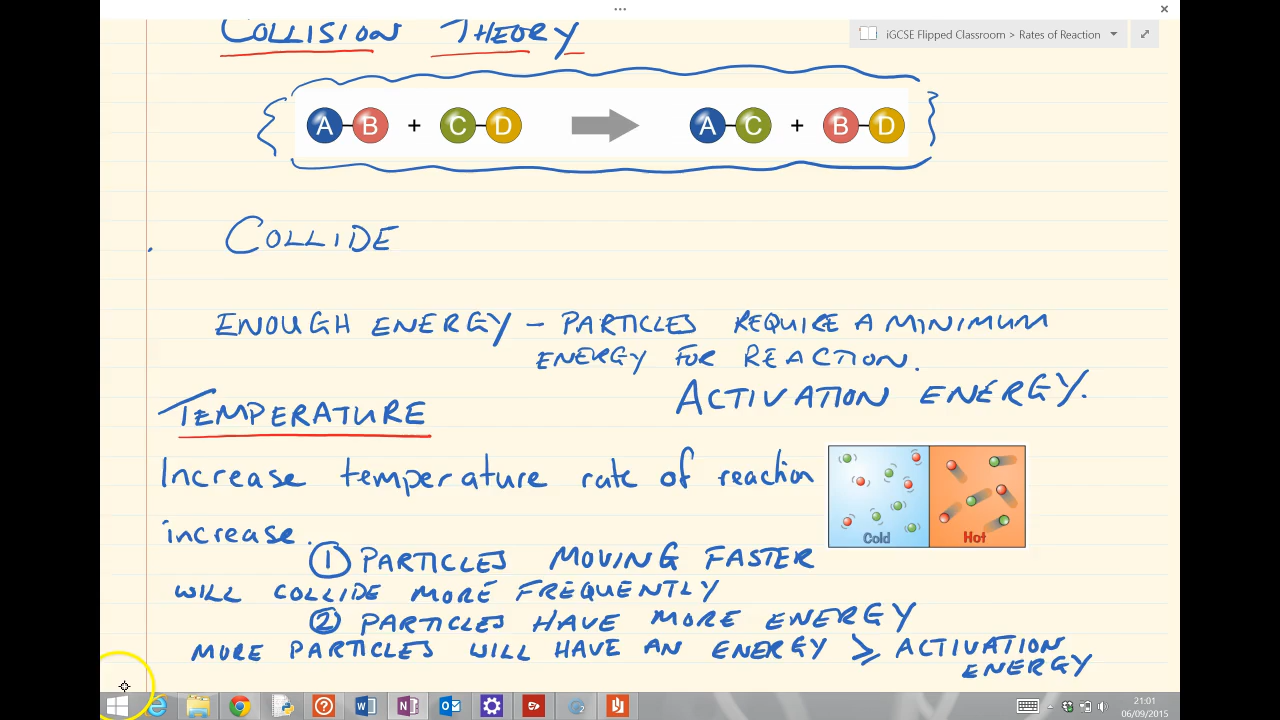 COLLISION THEORY
iGCSE Flipped Classroom > Rates of Reaction
A B + C D A C + B D
COLLIDE
ENOUGH ENERGY – PARTICLES REQUIRE A MINIMUM
ENERGY FOR REACTION.
ACTIVATION ENERGY.
TEMPERATURE
Increase temperature rate of reaction
increase.
Cold Hot
① PARTICLES MOVING FASTER
WILL COLLIDE MORE FREQUENTLY
② PARTICLES HAVE MORE ENERGY
MORE PARTICLES WILL HAVE AN ENERGY ≥ ACTIVATION
ENERGY
21:01
06/09/2015